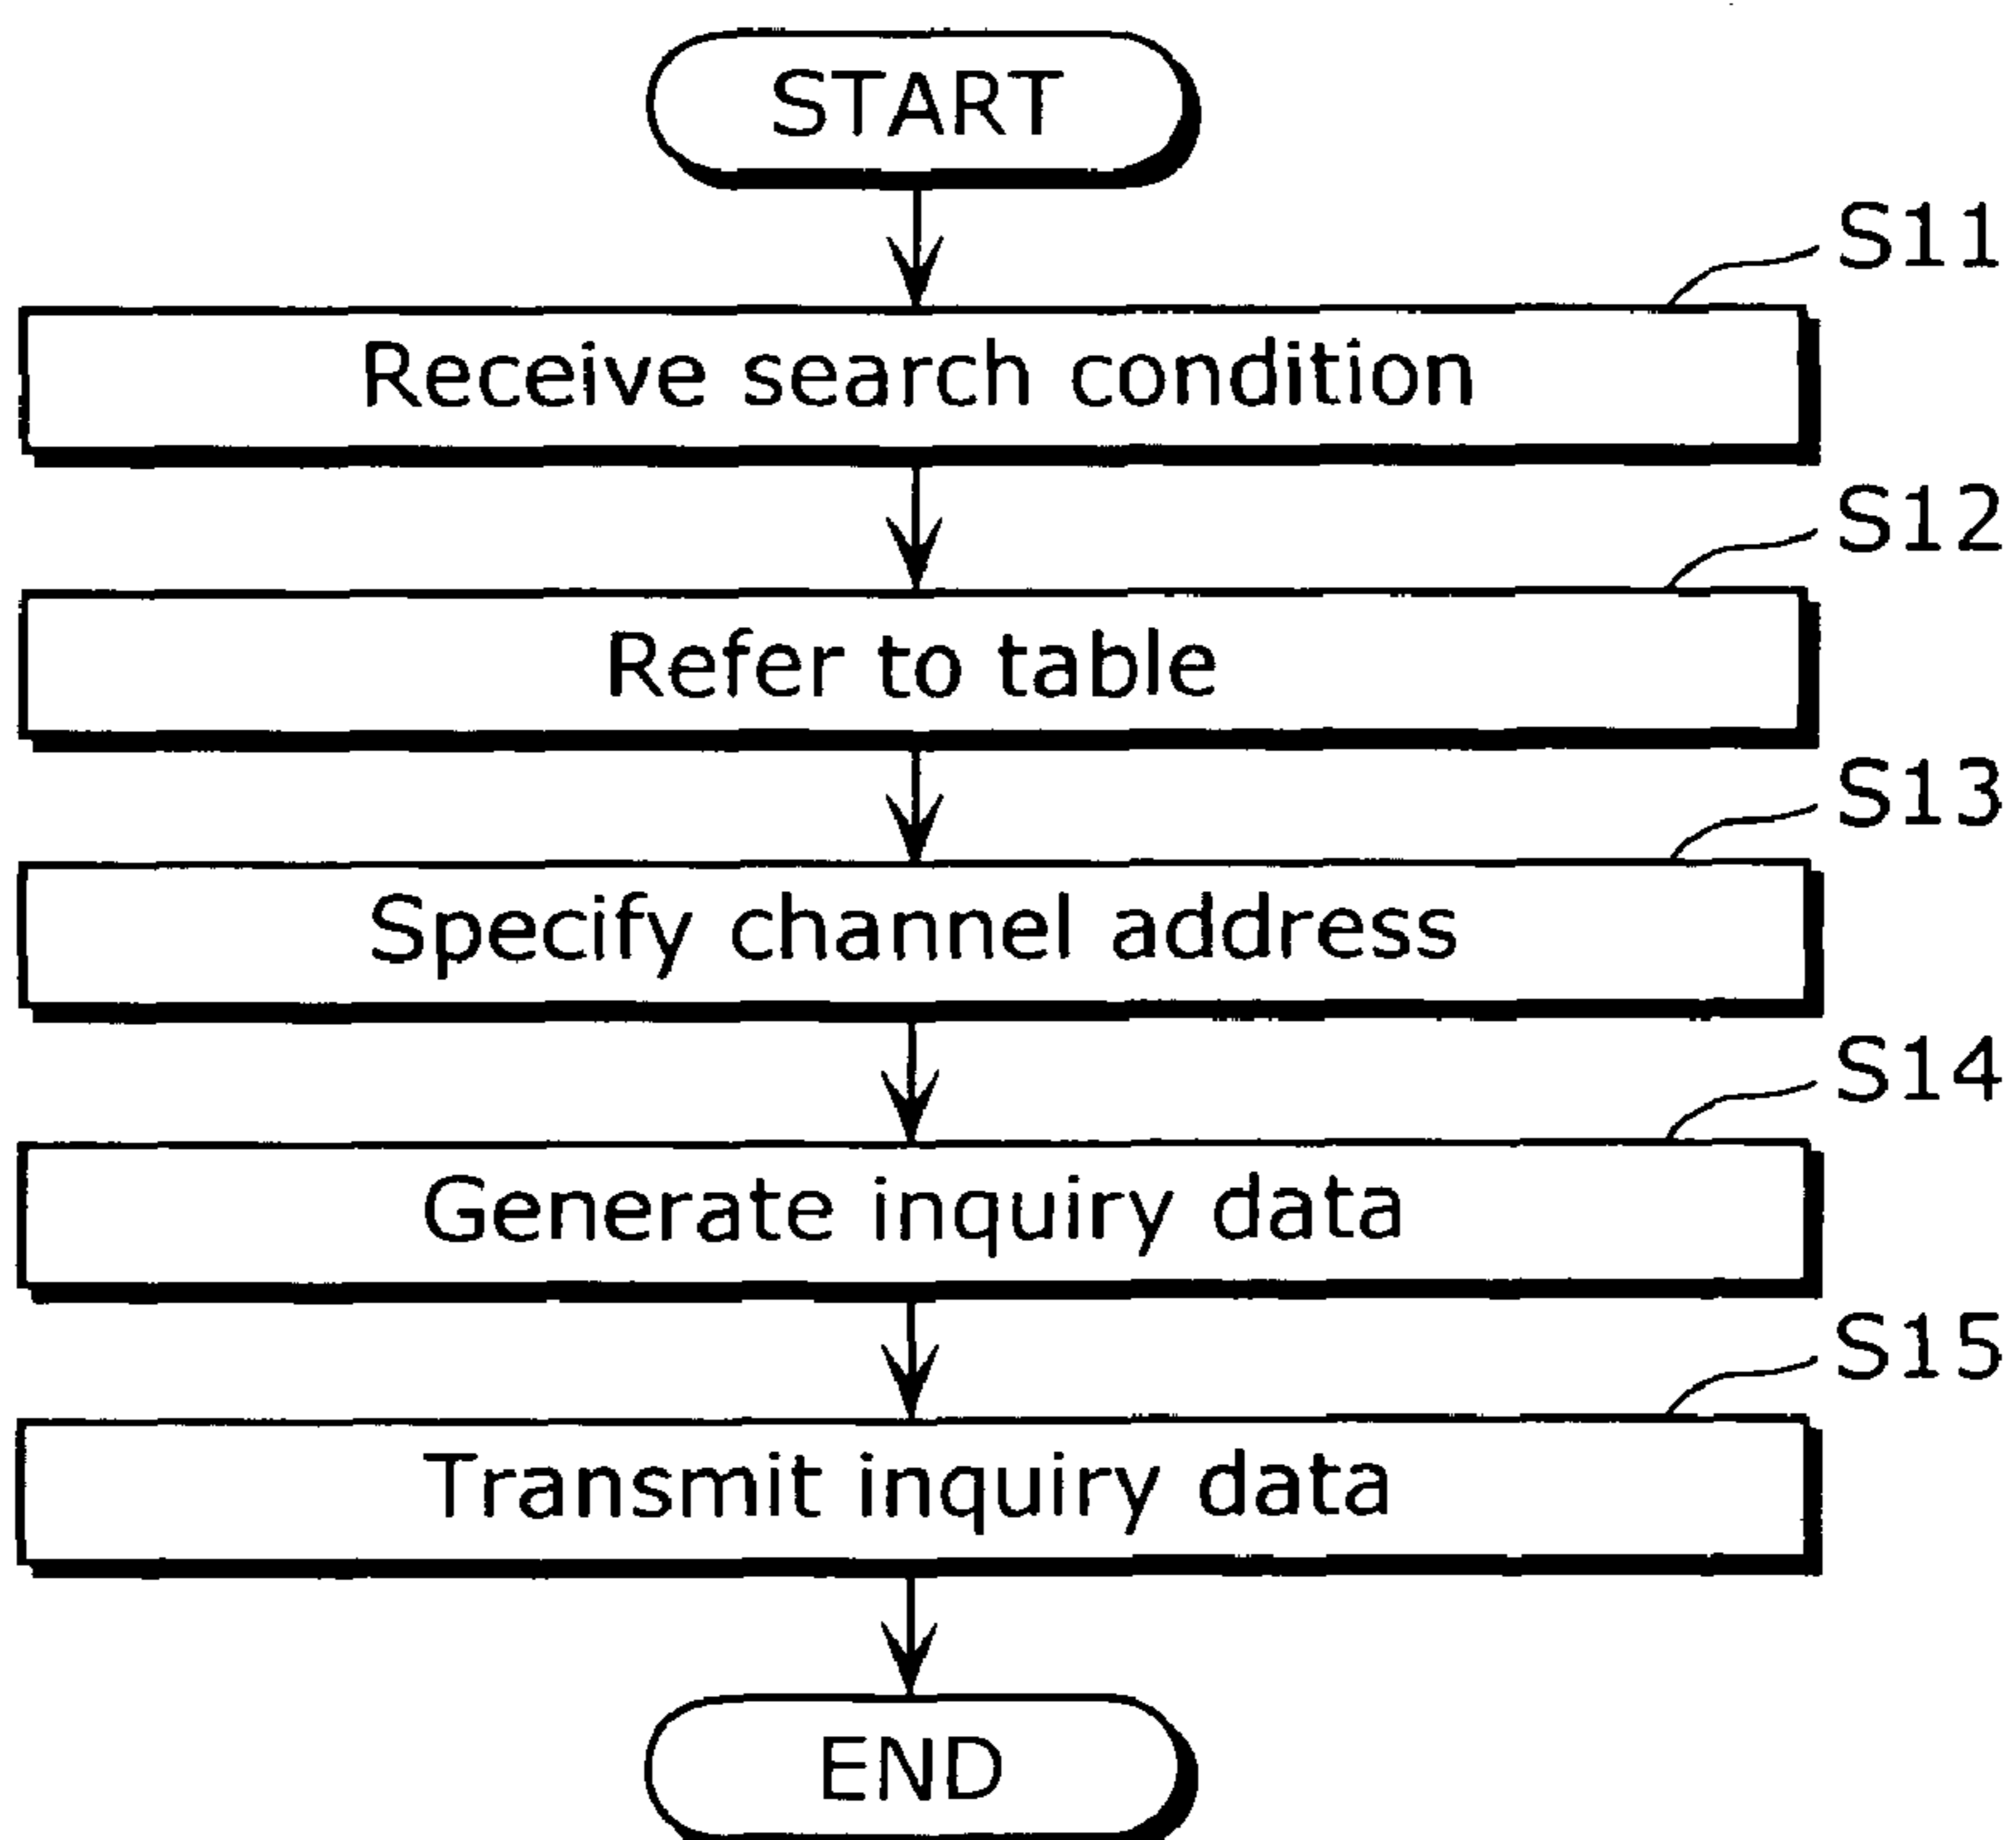 START
S11
Receive search condition
S12
Refer to table
S13
Specify channel address
S14
Generate inquiry data
S15
Transmit inquiry data
END